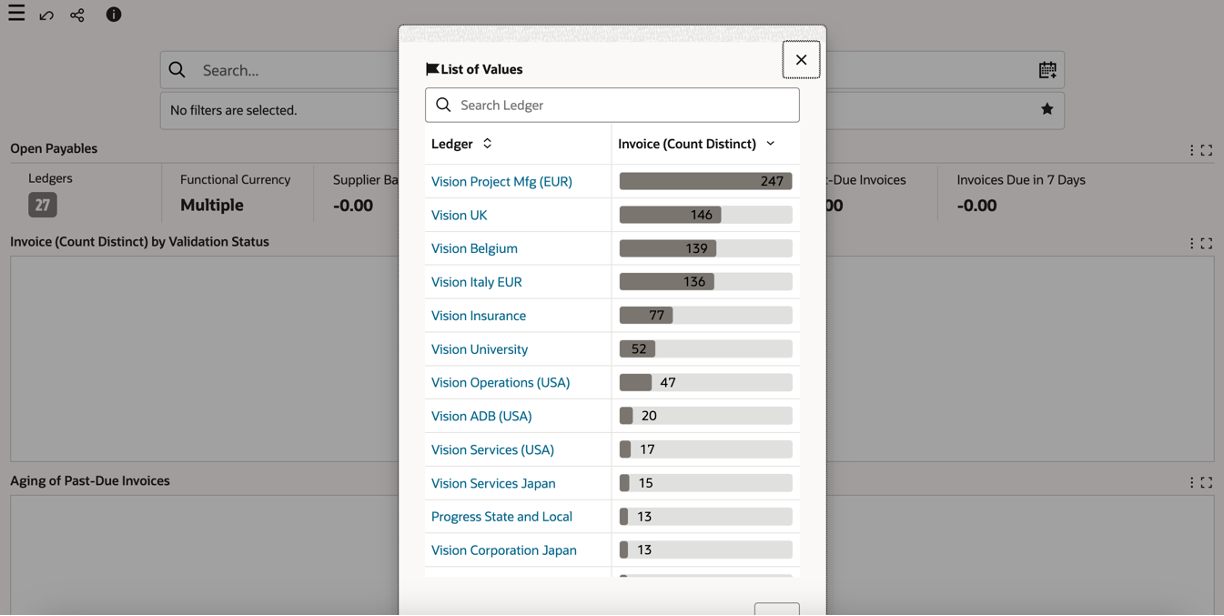 Search...
No filters are selected.
List of Values
Search Ledger
Ledger Invoice (Count Distinct)
Vision Project Mfg (EUR) 247
Vision UK 146
Vision Belgium 139
Vision Italy EUR 136
Vision Insurance 77
Vision University 52
Vision Operations (USA) 47
Vision ADB (USA) 20
Vision Services (USA) 17
Vision Services Japan 15
Progress State and Local 13
Vision Corporation Japan 13
Open Payables
Ledgers Functional Currency Supplier Ba -Due Invoices Invoices Due in 7 Days
27 Multiple -0.00 00 -0.00
Invoice (Count Distinct) by Validation Status
Aging of Past-Due Invoices